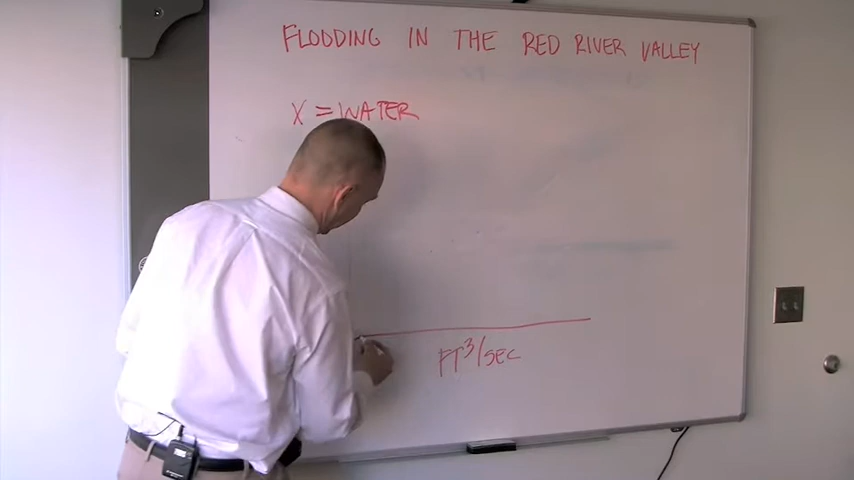 FLOODING IN THE RED RIVER VALLEY
X = WATER
FT³/SEC